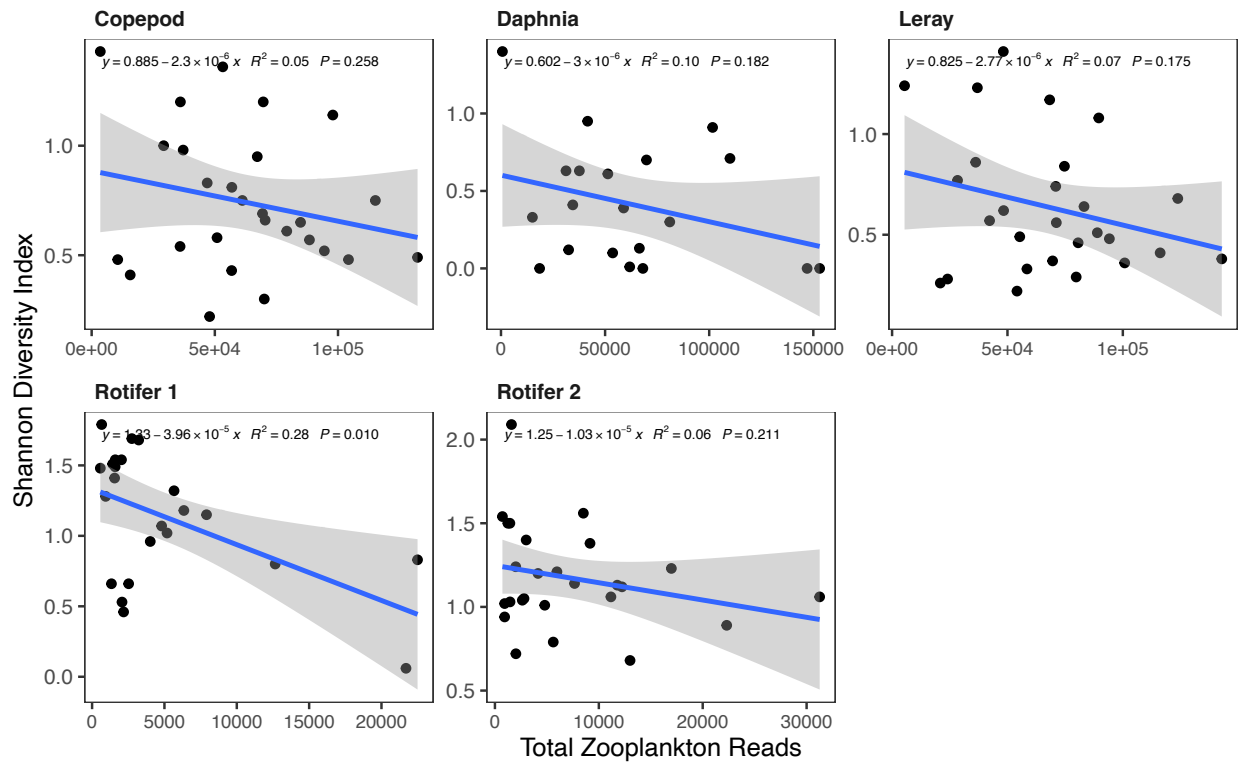 Copepod Daphnia Leray
y = 0.885 − 2.3 × 10⁻⁶ x R² = 0.05 P = 0.258
y = 0.602 − 3 × 10⁻⁶ x R² = 0.10 P = 0.182
y = 0.825 − 2.77 × 10⁻⁶ x R² = 0.07 P = 0.175
1.0
0.5
0e+00 5e+04 1e+05
1.0
0.5
0.0
0 50000 100000 150000
1.0
0.5
0e+00 5e+04 1e+05
Shannon Diversity Index
Rotifer 1 Rotifer 2
y = 1.33 − 3.96 × 10⁻⁵ x R² = 0.28 P = 0.010
y = 1.25 − 1.03 × 10⁻⁵ x R² = 0.06 P = 0.211
1.5
1.0
0.5
0.0
0 5000 10000 15000 20000
2.0
1.5
1.0
0.5
0 10000 20000 30000
Total Zooplankton Reads